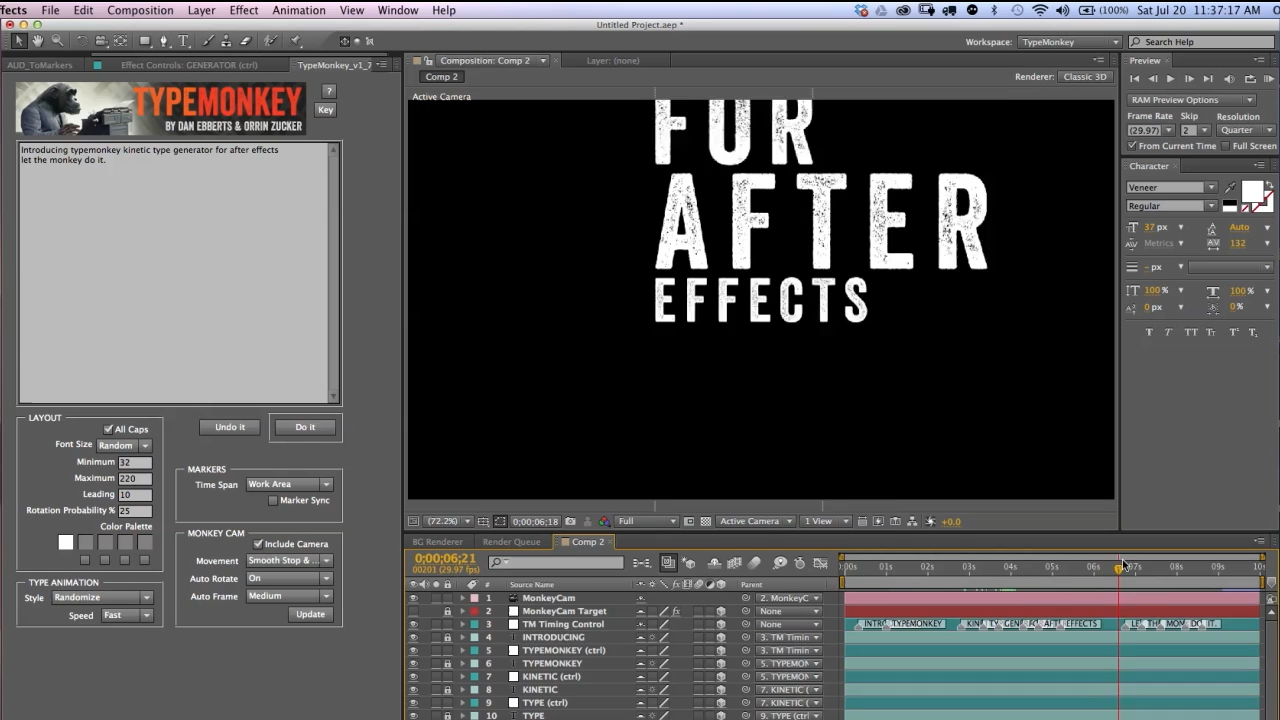 ffects File Edit Composition Layer Effect Animation View Window Help (100%) Sat Jul 20 11:37:17 AM
Untitled Project.aep *
Workspace: TypeMonkey Search Help
AUD_ToMarkers Effect Controls: GENERATOR (ctrl) TypeMonkey_v1_7
Composition: Comp 2 Layer: (none)
Preview
Comp 2 Renderer: Classic 3D
Active Camera
TYPEMONKEY
BY DAN EBBERTS & ORRIN ZUCKER
?
Key
Introducing typemonkey kinetic type generator for after effects
let the monkey do it.
FOR
AFTER
EFFECTS
RAM Preview Options
Frame Rate Skip Resolution
(29.97) 2 Quarter
From Current Time Full Screen
Character
Veneer
Regular
37 px Auto
Metrics 132
- px
100 % 100 %
0 px 0 %
T T TT Tr T' T,
LAYOUT
All Caps
Font Size Random
Minimum 32
Maximum 220
Leading 10
Rotation Probability % 25
Color Palette
TYPE ANIMATION
Style Randomize
Speed Fast
Undo it Do it
MARKERS
Time Span Work Area
Marker Sync
MONKEY CAM
Include Camera
Movement Smooth Stop & ...
Auto Rotate On
Auto Frame Medium
Update
(72.2%) 0;00;06;18 Full Active Camera 1 View +0.0
BG Renderer Render Queue Comp 2
0;00;06;21
00201 (29.97 fps)
:00s 01s 02s 03s 04s 05s 06s 07s 08s 09s 10s
# Source Name Parent
1 MonkeyCam 2. MonkeyC
2 MonkeyCam Target None
3 TM Timing Control None
4 INTRODUCING 3. TM Timin
5 TYPEMONKEY (ctrl) 3. TM Timin
6 TYPEMONKEY 5. TYPEMON
7 KINETIC (ctrl) 5. TYPEMON
8 KINETIC 7. KINETIC (
9 TYPE (ctrl) 7. KINETIC (
10 TYPE 9. TYPE (ctrl